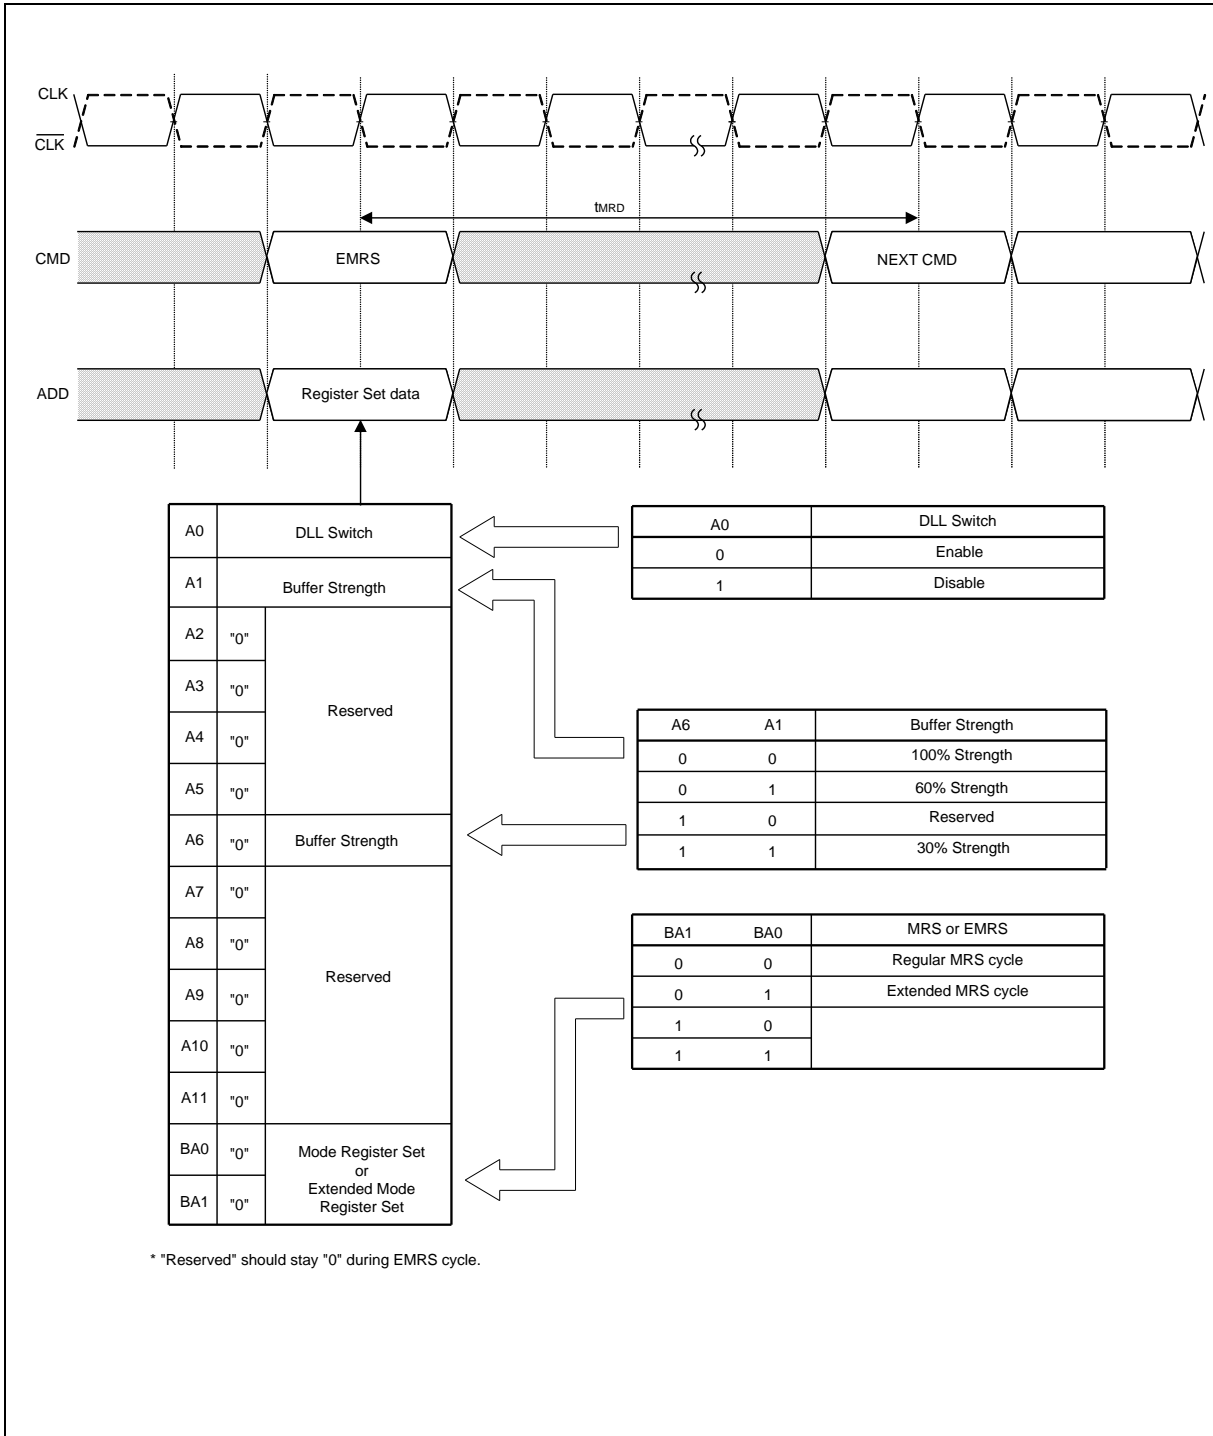 CLK
CLK
tMRD
CMD
EMRS
NEXT CMD
ADD
Register Set data
A0 DLL Switch
A1 Buffer Strength
A2 "0"
A3 "0"
Reserved
A4 "0"
A5 "0"
A6 "0" Buffer Strength
A7 "0"
A8 "0"
Reserved
A9 "0"
A10 "0"
A11 "0"
BA0 "0"
BA1 "0"
Mode Register Set
or
Extended Mode
Register Set
A0 DLL Switch
0 Enable
1 Disable
A6 A1 Buffer Strength
0 0 100% Strength
0 1 60% Strength
1 0 Reserved
1 1 30% Strength
BA1 BA0 MRS or EMRS
0 0 Regular MRS cycle
0 1 Extended MRS cycle
1 0
1 1
* "Reserved" should stay "0" during EMRS cycle.